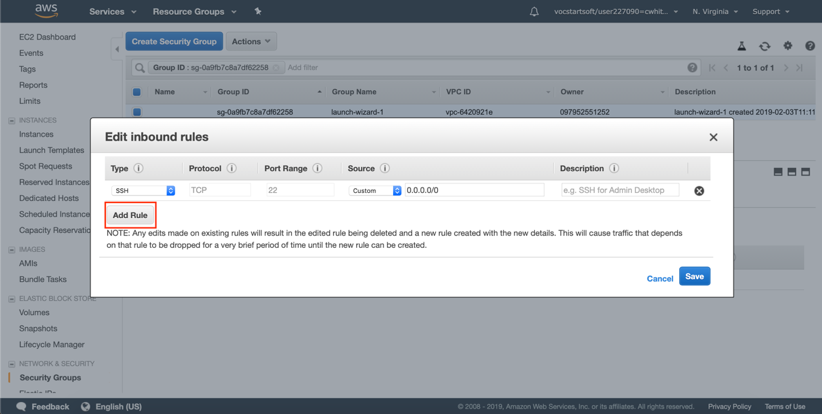 aws
Services
Resource Groups
vocstartsoft/user227090=cwhit...
N. Virginia
Support
EC2 Dashboard
Events
Tags
Reports
Limits
INSTANCES
Instances
Launch Templates
Spot Requests
Reserved Instances
Dedicated Hosts
Scheduled Instance
Capacity Reservatio
IMAGES
AMIs
Bundle Tasks
ELASTIC BLOCK STORE
Volumes
Snapshots
Lifecycle Manager
NETWORK & SECURITY
Security Groups
Create Security Group
Actions
Group ID : sg-0a9fb7c8a7df62258
Add filter
1 to 1 of 1
Name
Group ID
Group Name
VPC ID
Owner
Description
sg-0a9fb7c8a7df62258
launch-wizard-1
vpc-6420921e
097952551252
launch-wizard-1 created 2019-02-03T11:11
Edit inbound rules
Type
Protocol
Port Range
Source
Description
SSH
TCP
22
Custom
0.0.0.0/0
e.g. SSH for Admin Desktop
Add Rule
NOTE: Any edits made on existing rules will result in the edited rule being deleted and a new rule created with the new details. This will cause traffic that depends
on that rule to be dropped for a very brief period of time until the new rule can be created.
Cancel
Save
Feedback
English (US)
© 2008 - 2019, Amazon Web Services, Inc. or its affiliates. All rights reserved.
Privacy Policy
Terms of Use